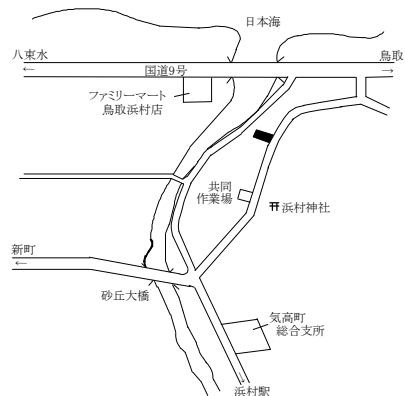 日本海
八束水
鳥取
←
国道9号
→
ファミリーマート
鳥取浜村店
共同
作業場
浜村神社
新町
←
砂丘大橋
気高町
総合支所
↓
浜村駅